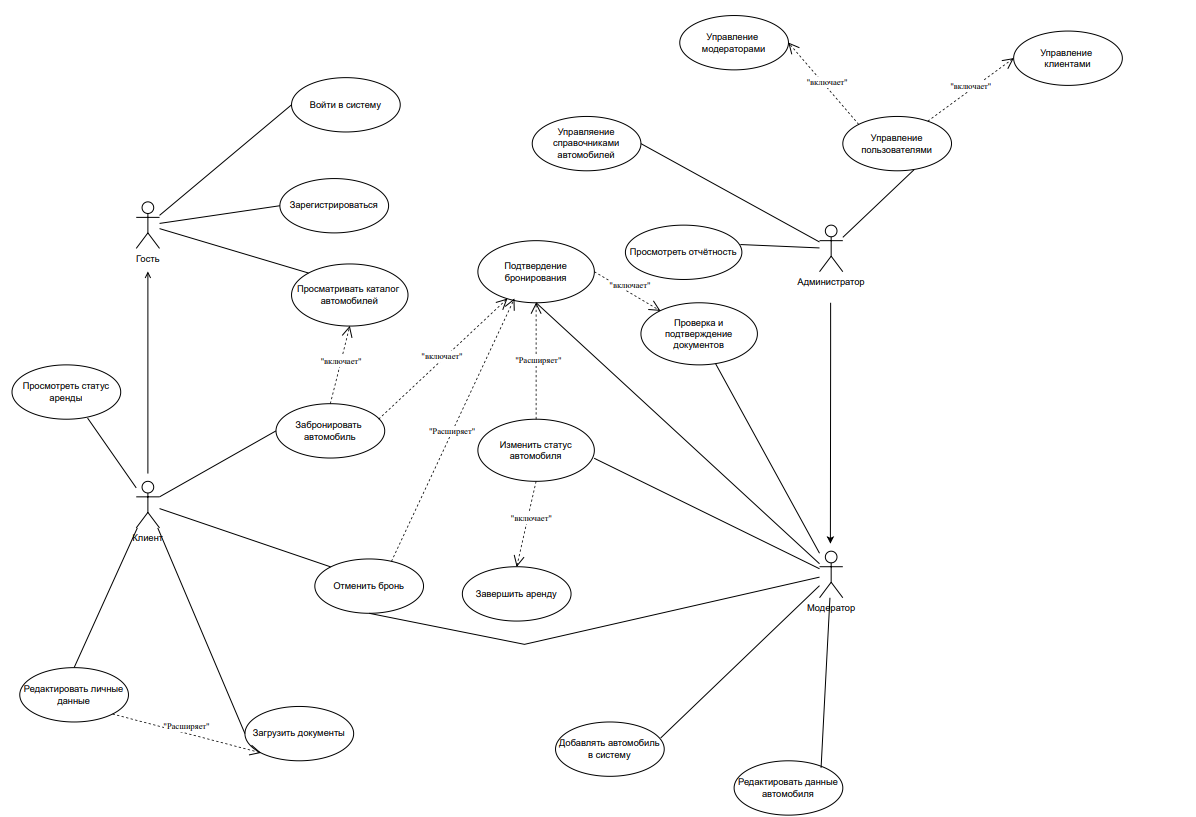 Управление
модераторами
Управление
клиентами
"включает"
"включает"
Войти в систему
Управляение
справочниками
автомобилей
Управление
пользователями
Зарегистрироваться
Гость
Просмотреть отчётность
Администратор
Подтвердение
бронирования
"включает"
Просматривать каталог
автомобилей
Проверка и
подтверждение
документов
"включает"
"включает"
"Расширяет"
Просмотреть статус
аренды
Забронировать
автомобиль
"Расширяет"
Изменить статус
автомобиля
"включает"
Клиент
Отменить бронь
Завершить аренду
Модератор
Редактировать личные
данные
"Расширяет"
Загрузить документы
Добавлять автомобиль
в систему
Редактировать данные
автомобиля